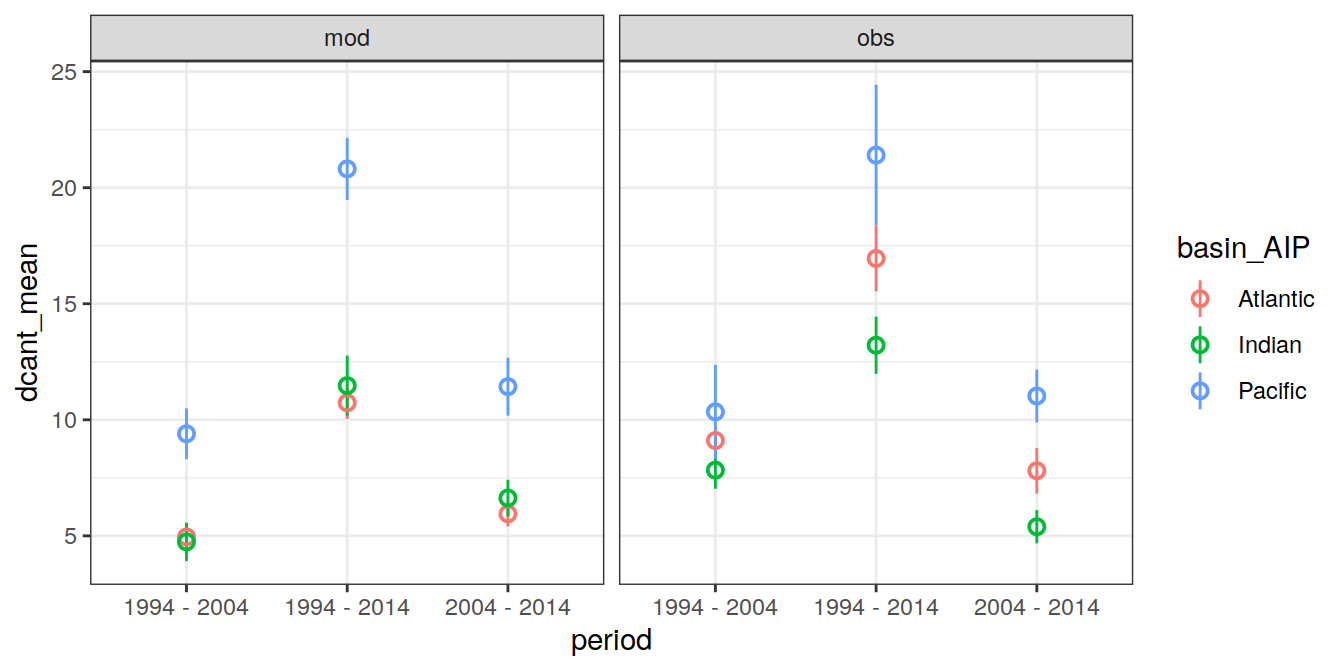 mod
obs
25
20
15
10
5
dcant_mean
1994 - 2004
1994 - 2014
2004 - 2014
1994 - 2004
1994 - 2014
2004 - 2014
period
basin_AIP
Atlantic
Indian
Pacific